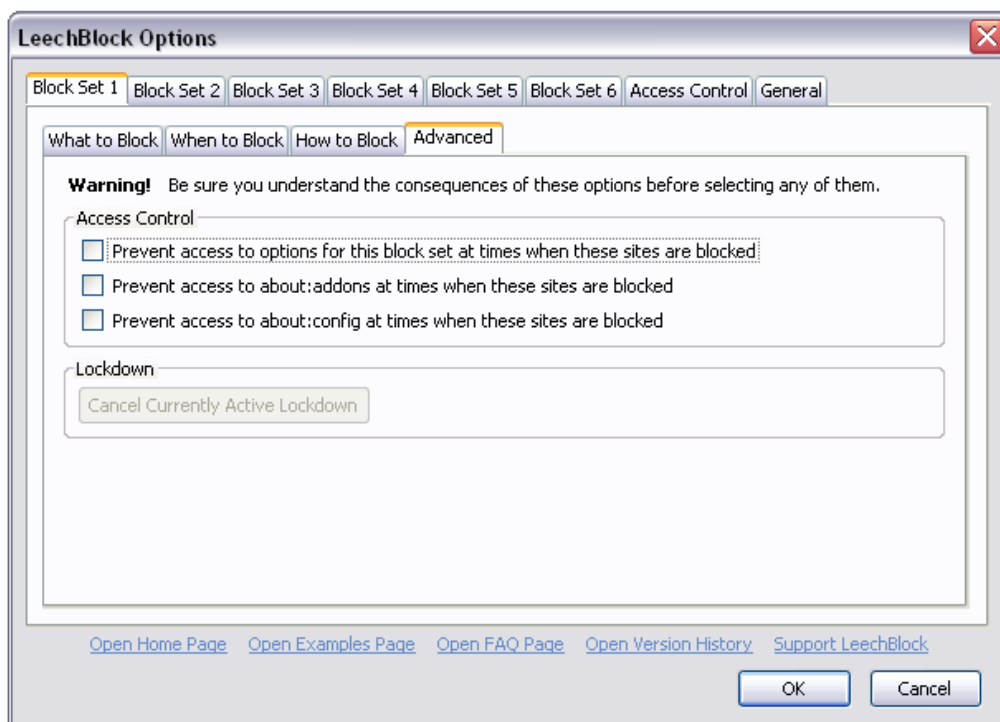 LeechBlock Options
Block Set 1 Block Set 2 Block Set 3 Block Set 4 Block Set 5 Block Set 6 Access Control General
What to Block When to Block How to Block Advanced
Warning! Be sure you understand the consequences of these options before selecting any of them.
Access Control
Prevent access to options for this block set at times when these sites are blocked
Prevent access to about:addons at times when these sites are blocked
Prevent access to about:config at times when these sites are blocked
Lockdown
Cancel Currently Active Lockdown
Open Home Page Open Examples Page Open FAQ Page Open Version History Support LeechBlock
OK Cancel